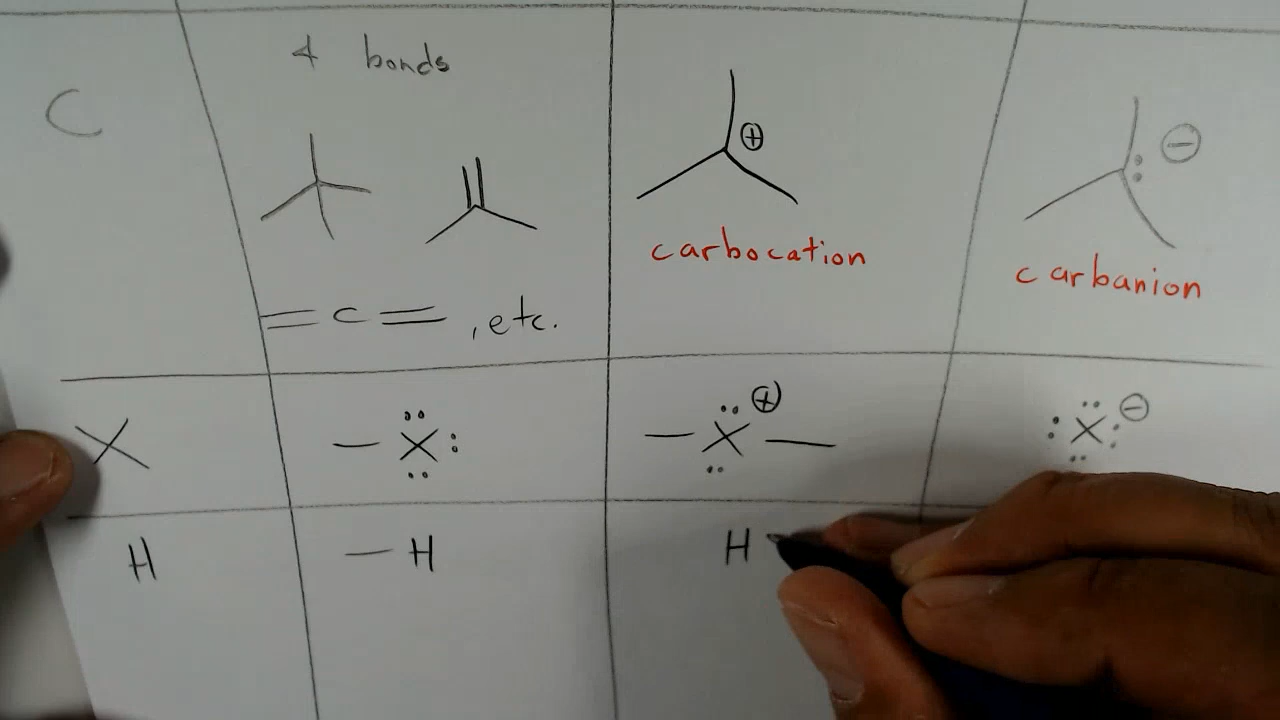 4 bonds
C
⊕
⊖
carbocation
carbanion
= C = , etc.
X
— X
— X —
⊕
X
⊖
H
— H
H